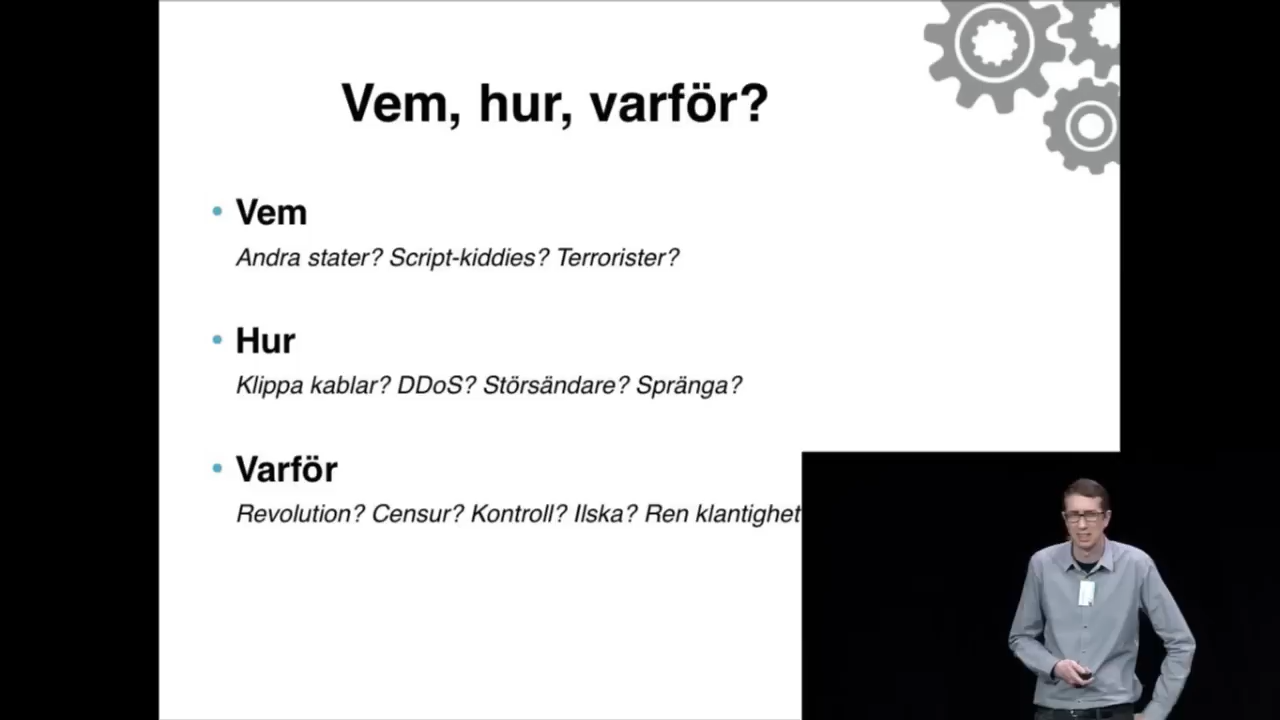 Vem, hur, varför?
• Vem
Andra stater? Script-kiddies? Terrorister?
• Hur
Klippa kablar? DDoS? Störsändare? Spränga?
• Varför
Revolution? Censur? Kontroll? Ilska? Ren klantighet